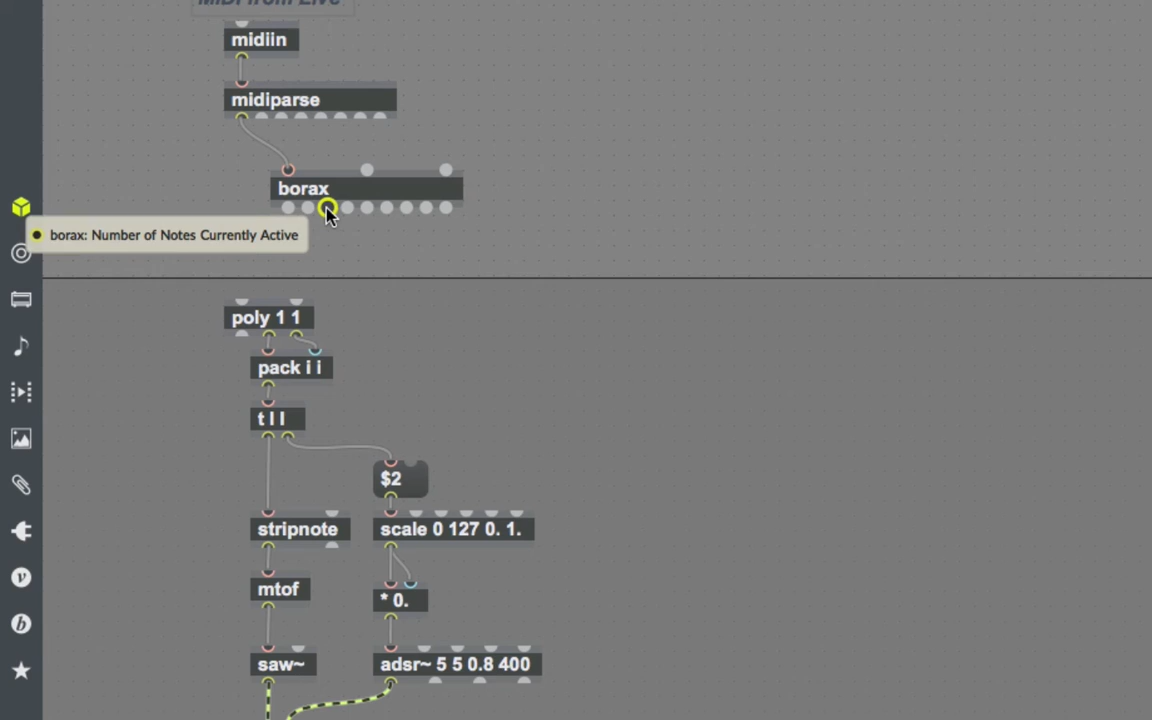 MIDI from Live
midiin
midiparse
borax
borax: Number of Notes Currently Active
poly 1 1
pack i i
t l l
$2
stripnote
scale 0 127 0. 1.
mtof
* 0.
saw~
adsr~ 5 5 0.8 400